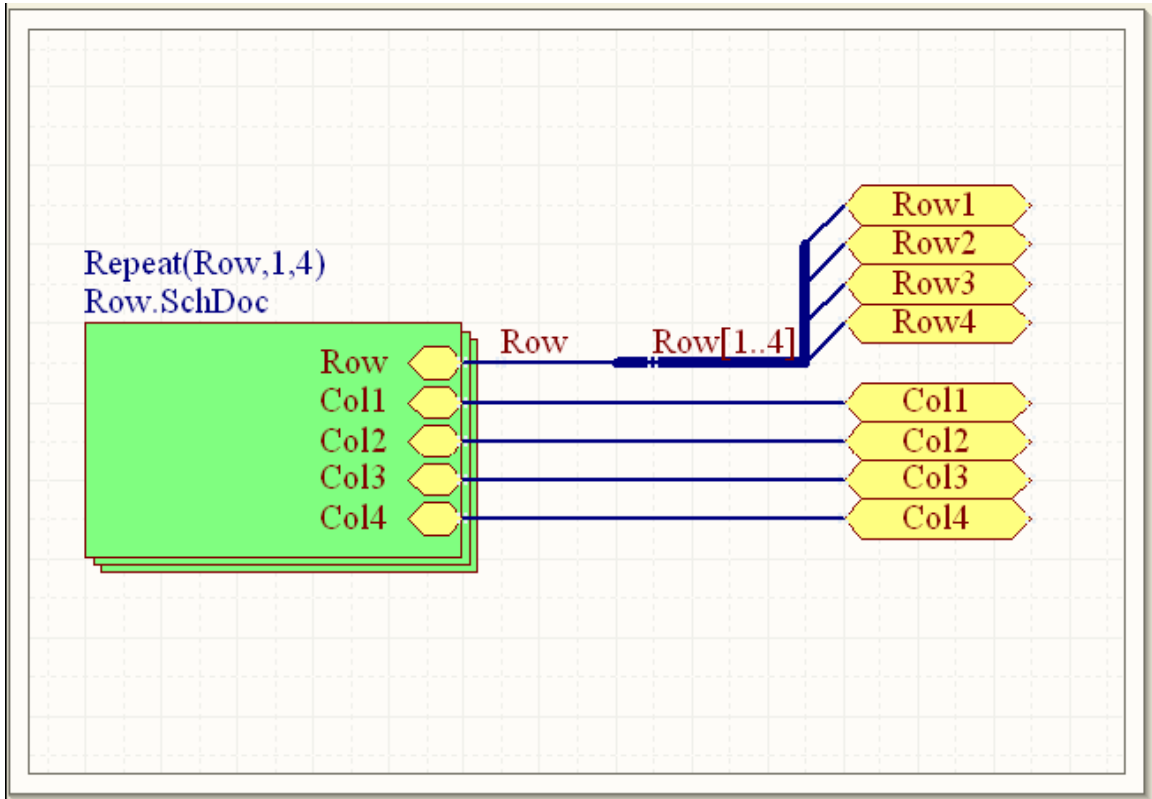 Repeat(Row,1,4)
Row.SchDoc
Row
Col1
Col2
Col3
Col4
Row
Row[1..4]
Row1
Row2
Row3
Row4
Col1
Col2
Col3
Col4